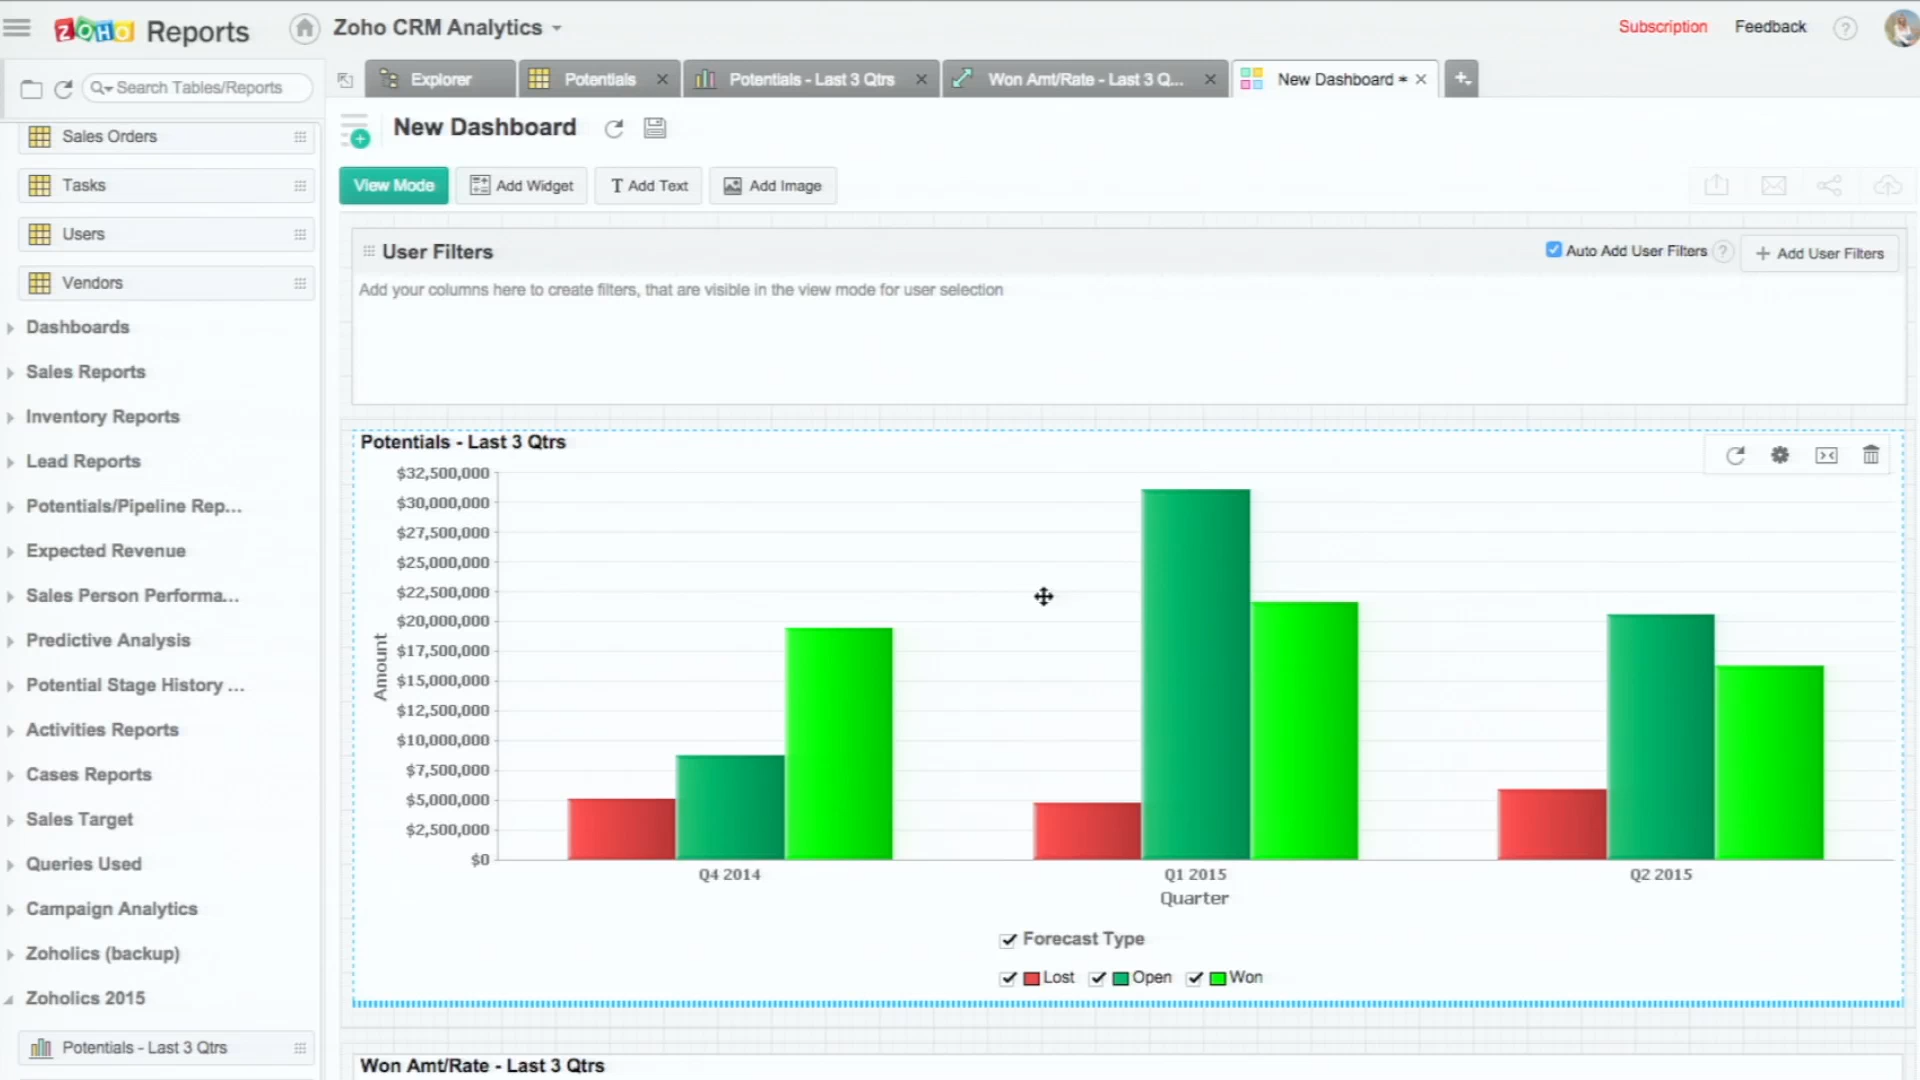 ZOHO Reports
Zoho CRM Analytics
Subscription
Feedback
?
Search Tables/Reports
Explorer
Potentials
Potentials - Last 3 Qtrs
Won Amt/Rate - Last 3 Q...
New Dashboard *
New Dashboard
View Mode
Add Widget
T Add Text
Add Image
User Filters
Auto Add User Filters ?
+ Add User Filters
Add your columns here to create filters, that are visible in the view mode for user selection
Sales Orders
Tasks
Users
Vendors
Dashboards
Sales Reports
Inventory Reports
Lead Reports
Potentials/Pipeline Rep...
Expected Revenue
Sales Person Performa...
Predictive Analysis
Potential Stage History ...
Activities Reports
Cases Reports
Sales Target
Queries Used
Campaign Analytics
Zoholics (backup)
Zoholics 2015
Potentials - Last 3 Qtrs
Potentials - Last 3 Qtrs
$32,500,000
$30,000,000
$27,500,000
$25,000,000
$22,500,000
$20,000,000
$17,500,000
$15,000,000
$12,500,000
$10,000,000
$7,500,000
$5,000,000
$2,500,000
$0
Amount
Q4 2014
Q1 2015
Q2 2015
Quarter
Forecast Type
Lost
Open
Won
Won Amt/Rate - Last 3 Qtrs